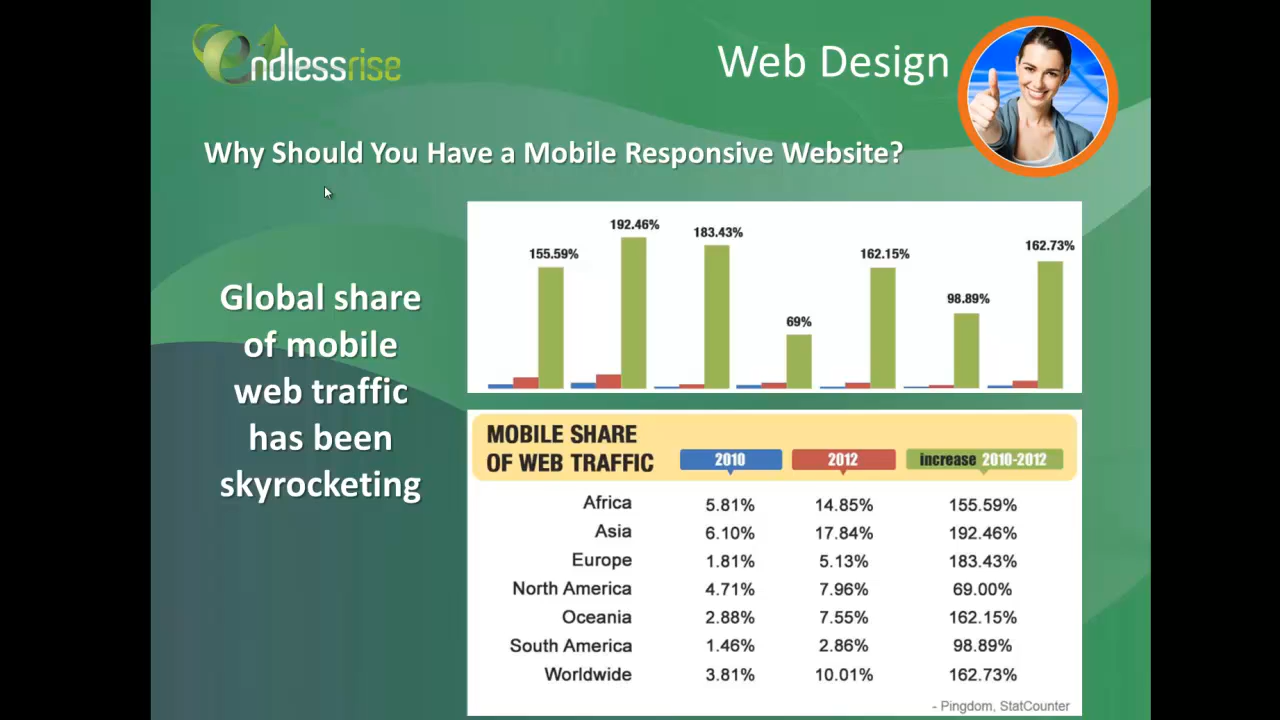 endlessrise
Web Design
Why Should You Have a Mobile Responsive Website?
Global share
of mobile
web traffic
has been
skyrocketing
155.59%
192.46%
183.43%
69%
162.15%
98.89%
162.73%
MOBILE SHARE
OF WEB TRAFFIC
2010 2012 increase 2010-2012
Africa 5.81% 14.85% 155.59%
Asia 6.10% 17.84% 192.46%
Europe 1.81% 5.13% 183.43%
North America 4.71% 7.96% 69.00%
Oceania 2.88% 7.55% 162.15%
South America 1.46% 2.86% 98.89%
Worldwide 3.81% 10.01% 162.73%
- Pingdom, StatCounter